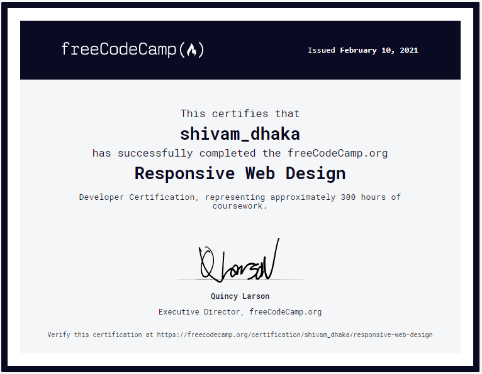 freeCodeCamp
Issued February 10, 2021
This certifies that
shivam_dhaka
has successfully completed the freeCodeCamp.org
Responsive Web Design
Developer Certification, representing approximately 300 hours of
coursework.
Quincy Larson
Executive Director, freeCodeCamp.org
Verify this certification at https://freecodecamp.org/certification/shivam_dhaka/responsive-web-design